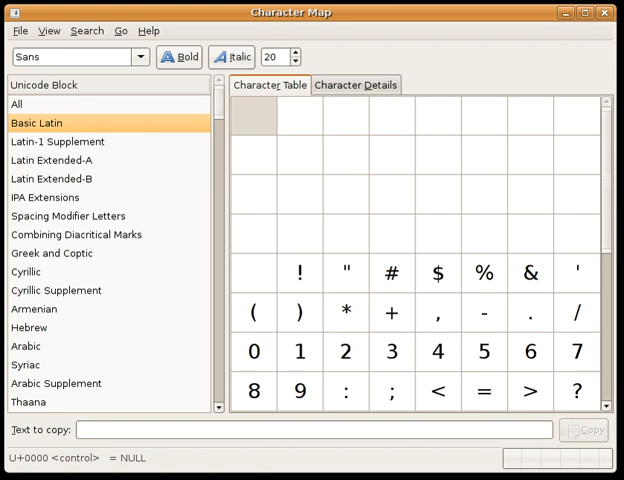 Character Map
File View Search Go Help
Sans Bold Italic 20
Unicode Block
All
Basic Latin
Latin-1 Supplement
Latin Extended-A
Latin Extended-B
IPA Extensions
Spacing Modifier Letters
Combining Diacritical Marks
Greek and Coptic
Cyrillic
Cyrillic Supplement
Armenian
Hebrew
Arabic
Syriac
Arabic Supplement
Thaana
Character Table Character Details
! " # $ % & '
( ) * + , - . /
0 1 2 3 4 5 6 7
8 9 : ; < = > ?
Text to copy: Copy
U+0000 <control> = NULL